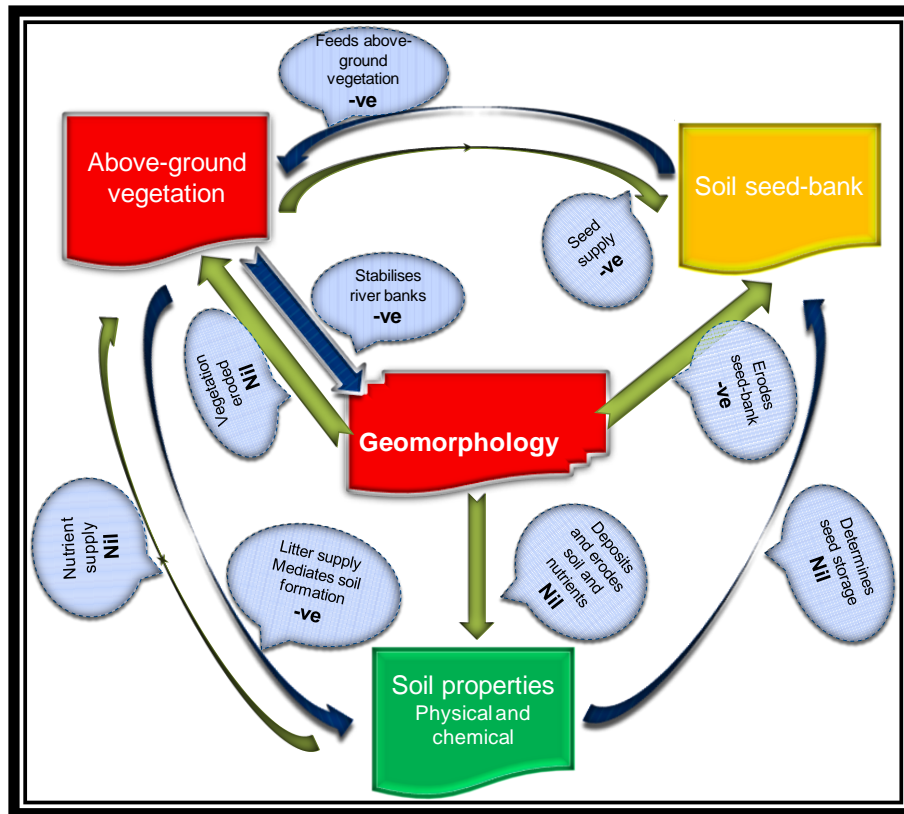 Feeds above-
ground
vegetation
-ve
Above-ground
vegetation
Soil seed-bank
Seed
supply
-ve
Stabilises
river banks
-ve
Vegetation
eroded
Nil
Erodes
seed-bank
-ve
Geomorphology
Nutrient
supply
Nil
Litter supply
Mediates soil
formation
-ve
Deposits
and erodes
soil and
nutrients
Nil
Determines
seed storage
Nil
Soil properties
Physical and
chemical